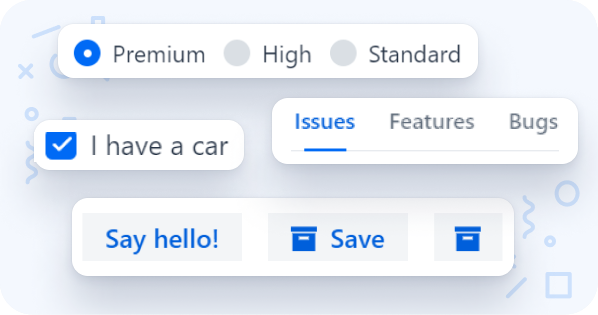 Premium High Standard
Issues Features Bugs
I have a car
Say hello! Save